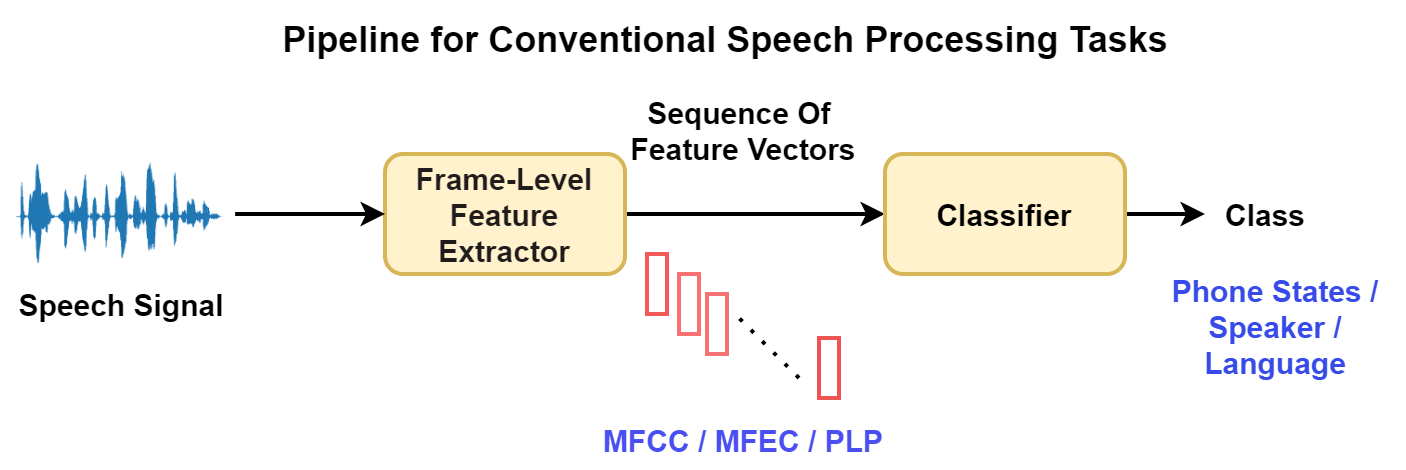 Pipeline for Conventional Speech Processing Tasks
Sequence Of
Feature Vectors
Frame-Level
Feature
Extractor
Classifier
Class
Speech Signal
Phone States /
Speaker /
Language
MFCC / MFEC / PLP